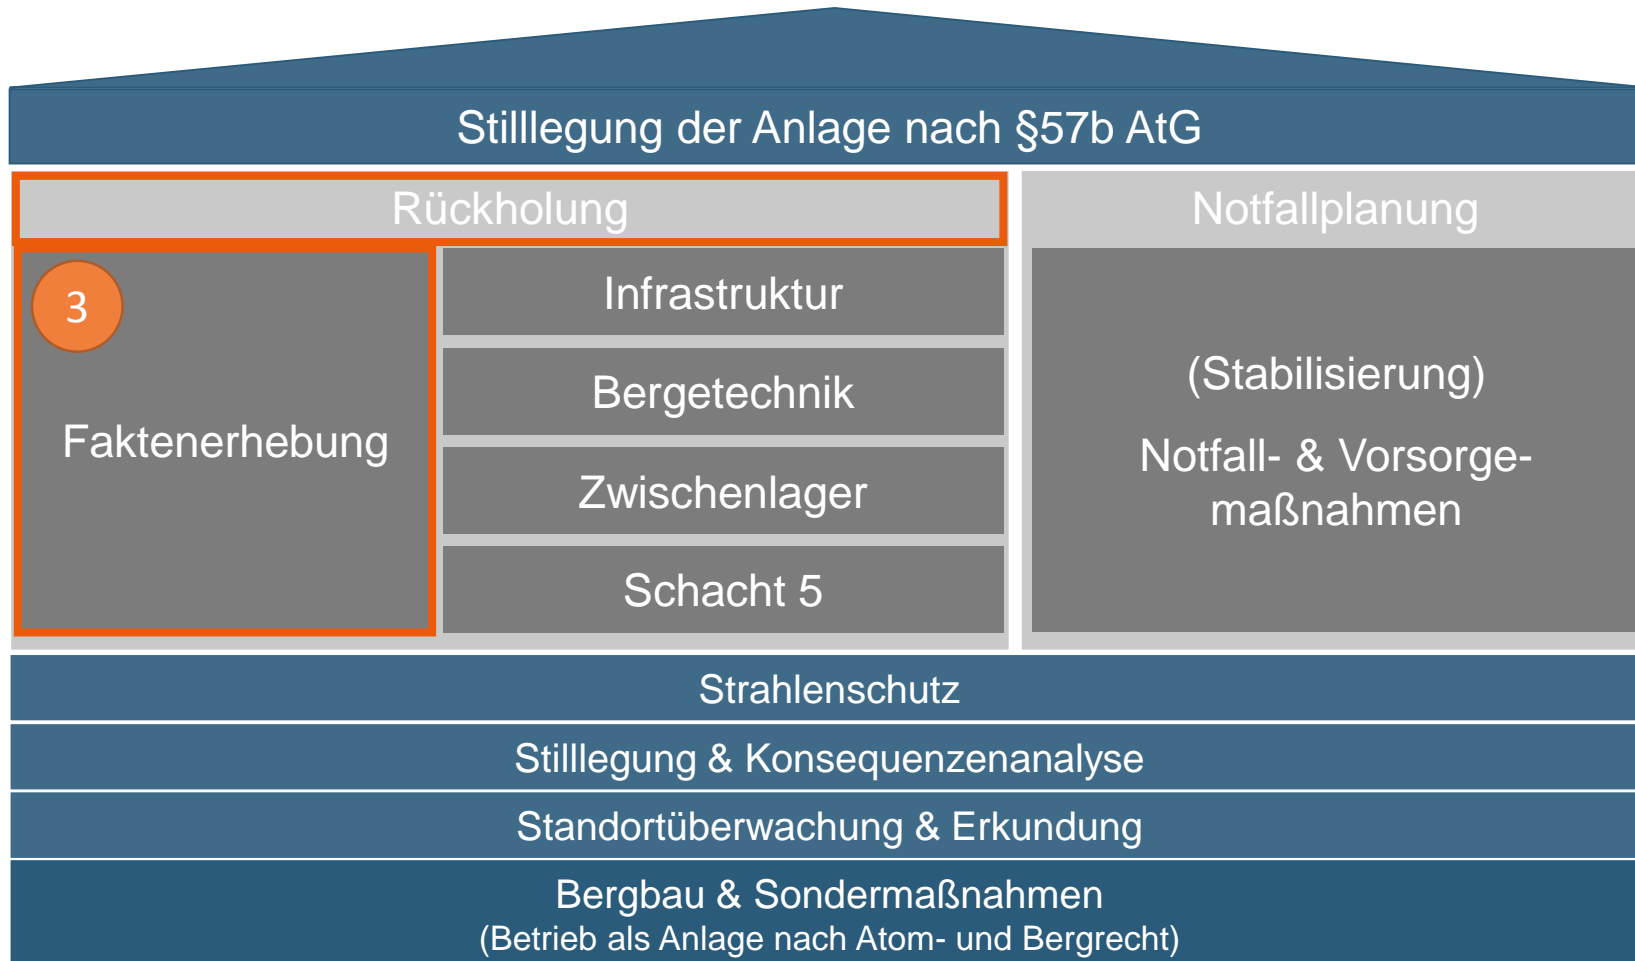 Stilllegung der Anlage nach §57b AtG
Rückholung
3
Faktenerhebung
Infrastruktur
Bergetechnik
Zwischenlager
Schacht 5
Notfallplanung
(Stabilisierung)
Notfall- & Vorsorge-
maßnahmen
Strahlenschutz
Stilllegung & Konsequenzenanalyse
Standortüberwachung & Erkundung
Bergbau & Sondermaßnahmen
(Betrieb als Anlage nach Atom- und Bergrecht)